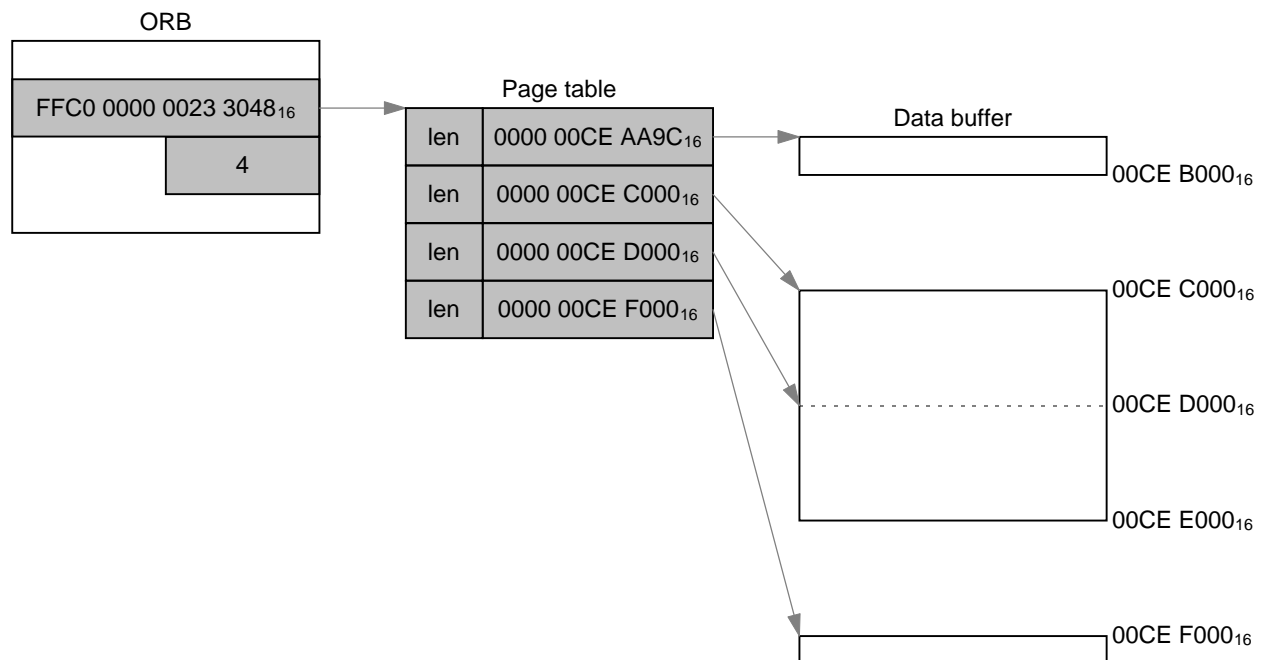 ORB
FFC0 0000 0023 3048₁₆
4
Page table
len 0000 00CE AA9C₁₆
len 0000 00CE C000₁₆
len 0000 00CE D000₁₆
len 0000 00CE F000₁₆
Data buffer
00CE B000₁₆
00CE C000₁₆
00CE D000₁₆
00CE E000₁₆
00CE F000₁₆